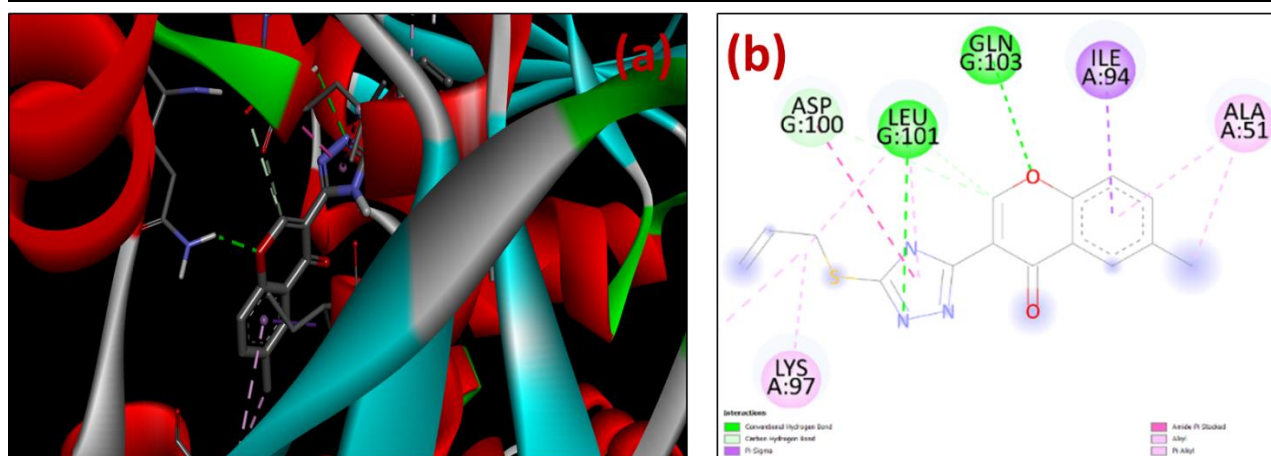 (a)
(b)
GLN
G:103
ILE
A:94
ASP
G:100
LEU
G:101
ALA
A:51
O
S
N
N
N
O
LYS
A:97
Interactions
Conventional Hydrogen Bond
Carbon Hydrogen Bond
Pi-Sigma
Amide-Pi Stacked
Alkyl
Pi-Alkyl